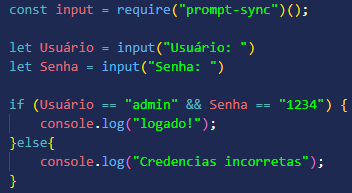 const input = require("prompt-sync")();
let Usuário = input("Usuário: ")
let Senha = input("Senha: ")
if (Usuário == "admin" && Senha == "1234") {
console.log("logado!");
}else{
console.log("Credencias incorretas");
}